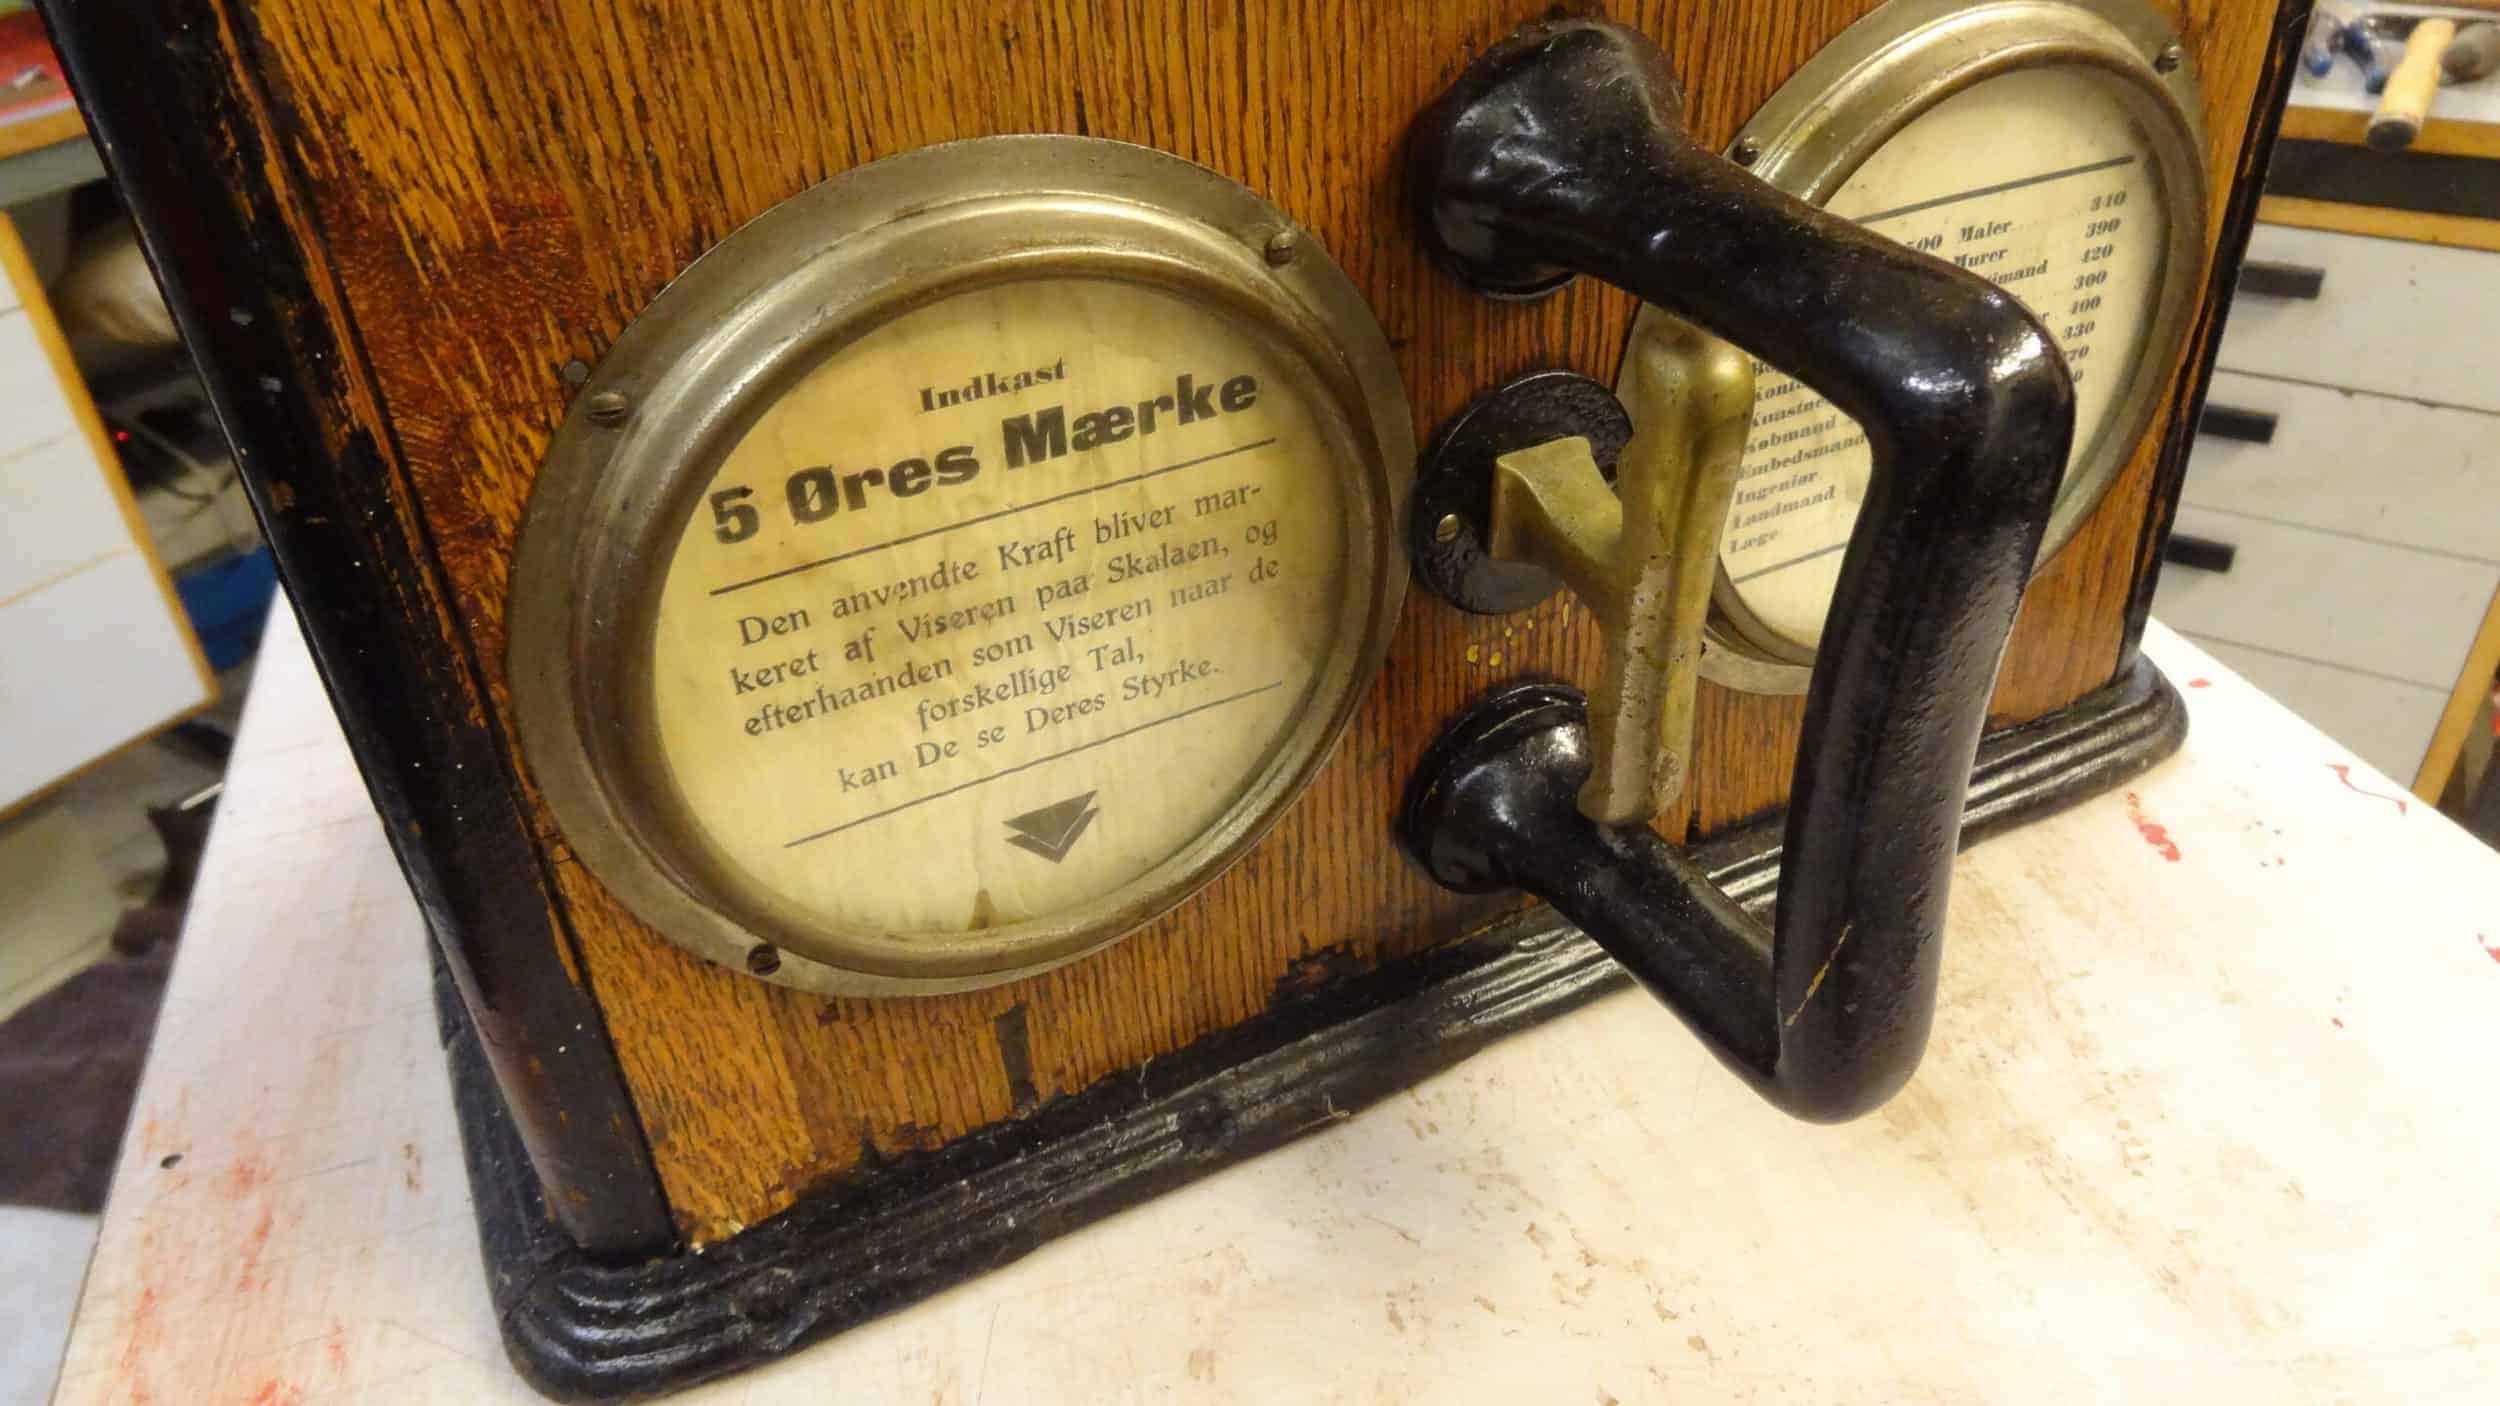 Indkast
5 Øres Mærke
Den anvendte Kraft bliver mar-
keret af Viseren paa Skalaen, og
efterhaanden som Viseren naar de
forskellige Tal,
kan De se Deres Styrke.
340
Maler 390
Murer 420
300
400
330
Købmand
Embedsmand
Ingeniør
Landmand
Læge